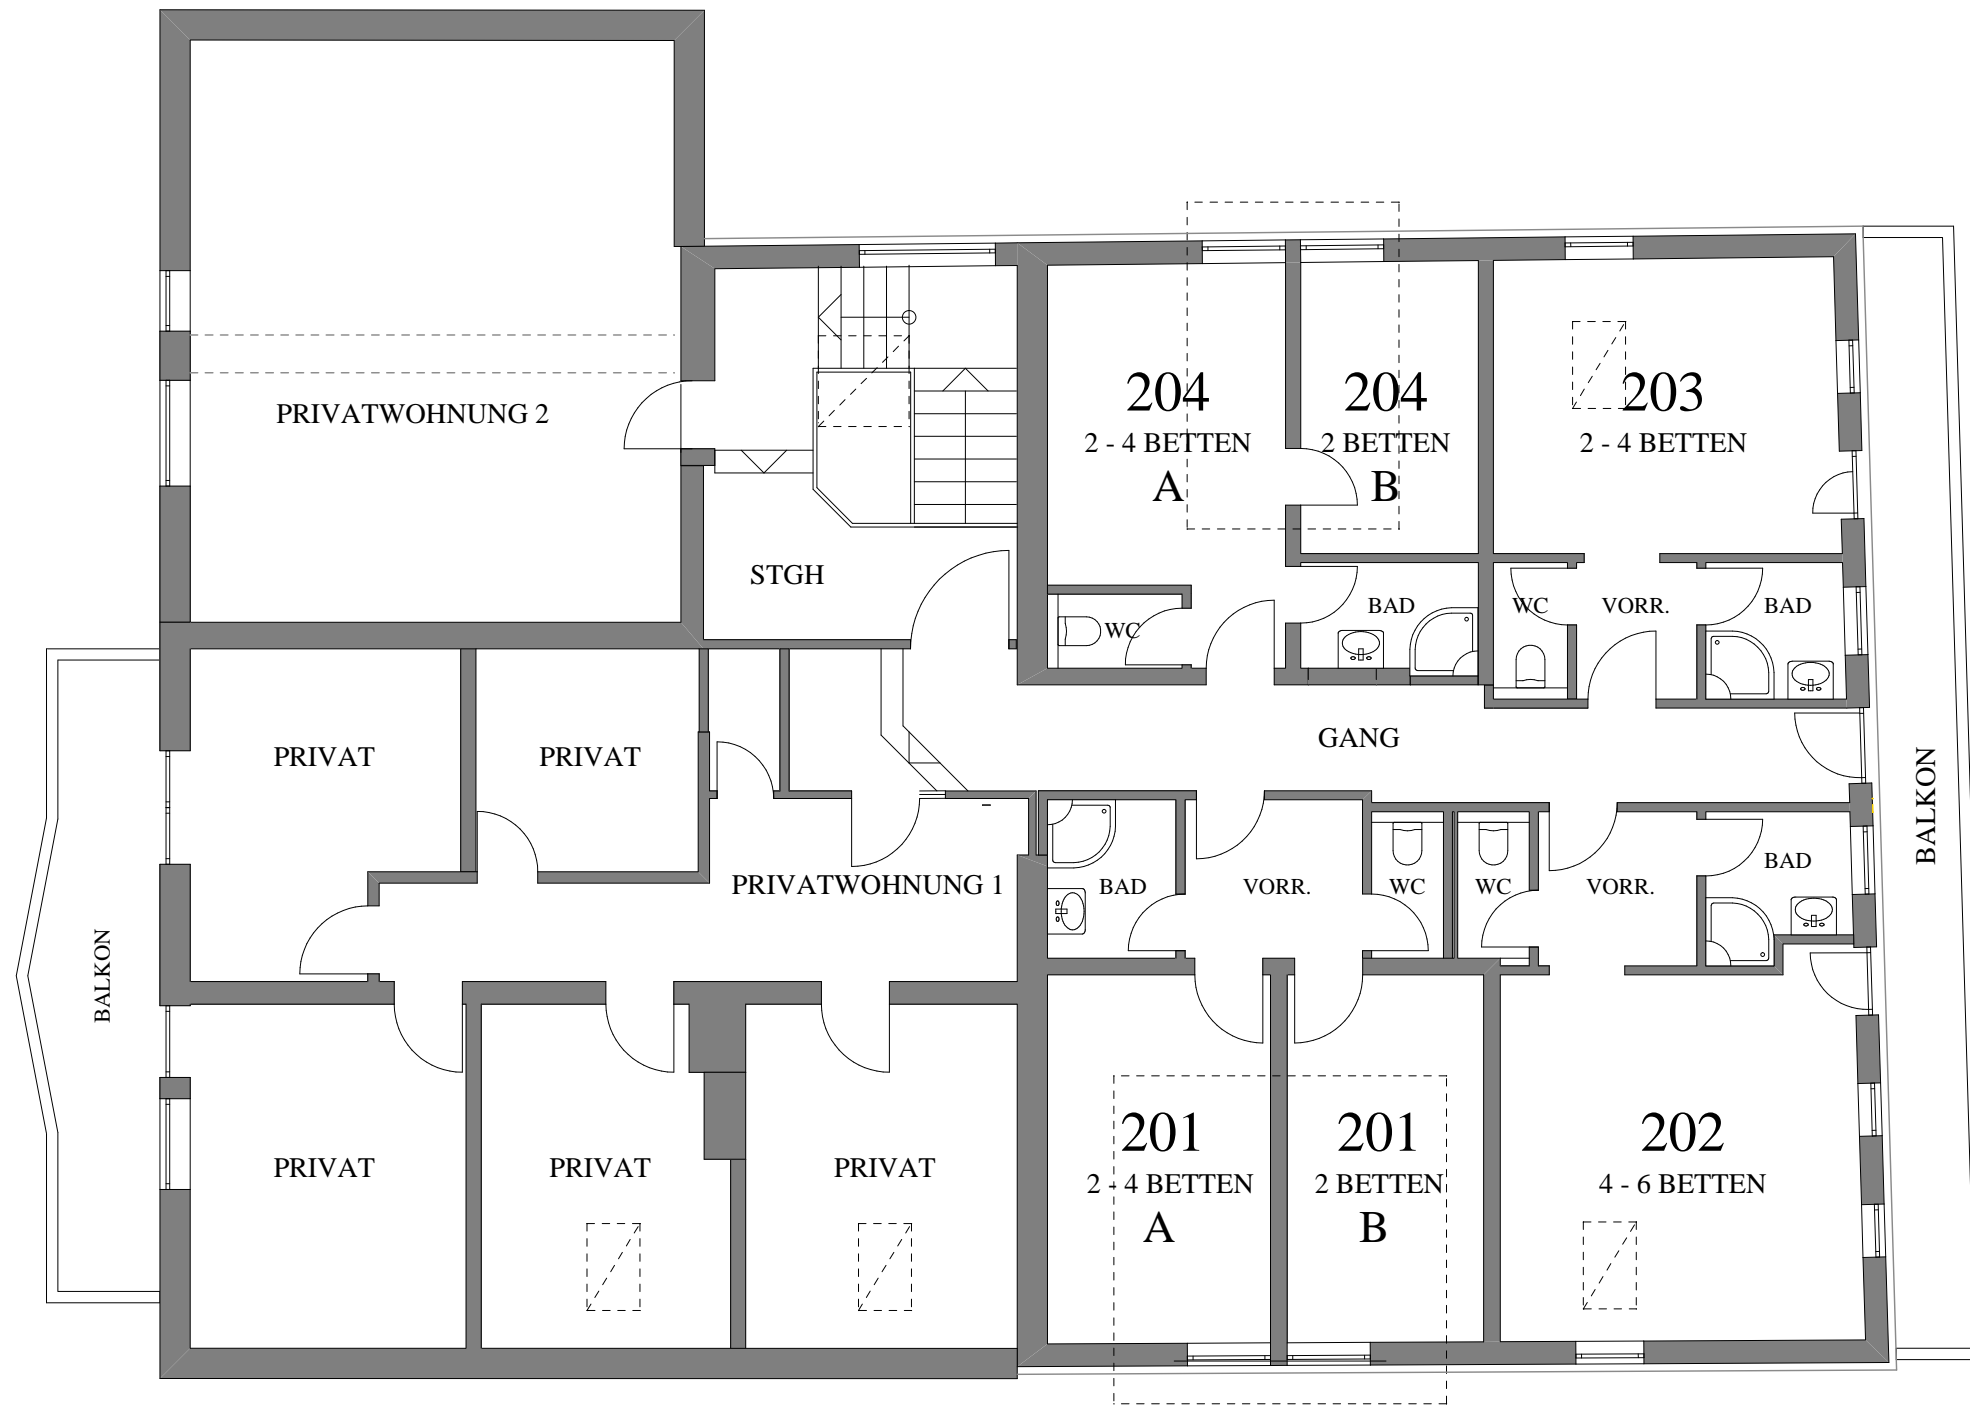 204
2 - 4 BETTEN
A
204
2 BETTEN
B
203
2 - 4 BETTEN
PRIVATWOHNUNG 2
STGH
WC
BAD
WC
VORR.
BAD
GANG
PRIVAT
PRIVAT
PRIVATWOHNUNG 1
BAD
VORR.
WC
WC
VORR.
BAD
BALKON
BALKON
PRIVAT
PRIVAT
PRIVAT
201
2 - 4 BETTEN
A
201
2 BETTEN
B
202
4 - 6 BETTEN